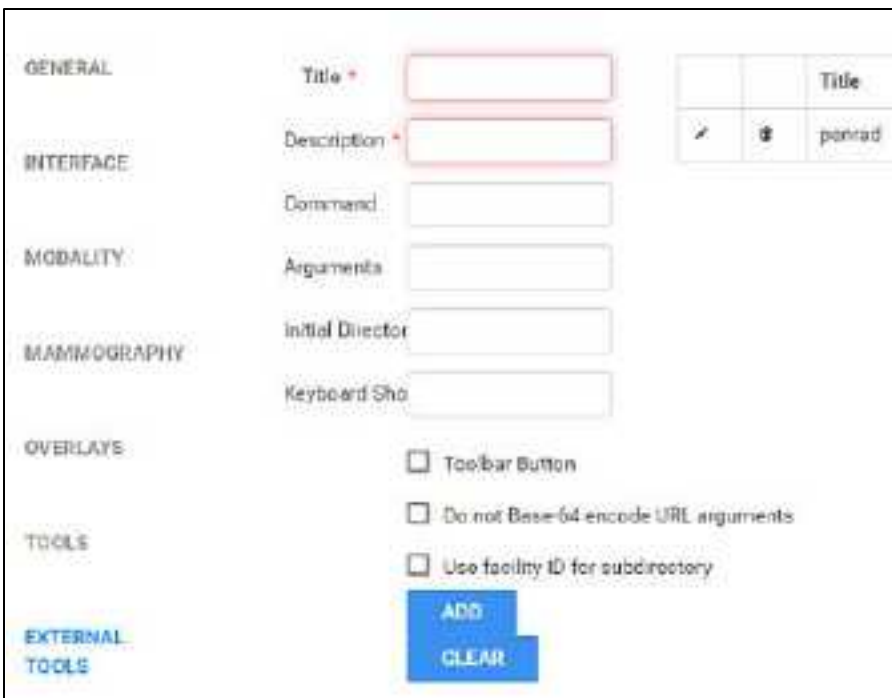 GENERAL
INTERFACE
MODALITY
MAMMOGRAPHY
OVERLAYS
TOOLS
EXTERNAL
TOOLS
Title *
Description *
Command
Arguments
Initial Director
Keyboard Sho
Toolbar Button
Do not Base-64 encode URL arguments
Use facility ID for subdirectory
ADD
CLEAR
Title
penrad